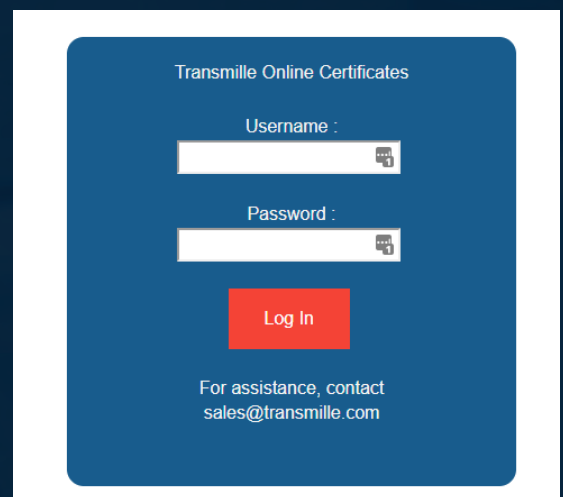 Transmille Online Certificates
Username :
Password :
Log In
For assistance, contact
sales@transmille.com